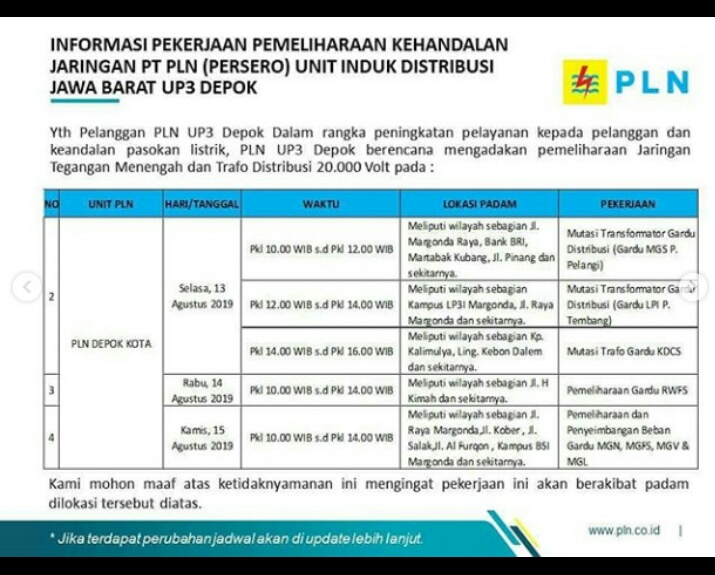 INFORMASI PEKERJAAN PEMELIHARAAN KEHANDALAN
JARINGAN PT PLN (PERSERO) UNIT INDUK DISTRIBUSI
JAWA BARAT UP3 DEPOK
PLN
Yth Pelanggan PLN UP3 Depok Dalam rangka peningkatan pelayanan kepada pelanggan dan
keandalan pasokan listrik, PLN UP3 Depok berencana mengadakan pemeliharaan Jaringan
Tegangan Menengah dan Trafo Distribusi 20.000 Volt pada :
NO UNIT PLN HARI/TANGGAL WAKTU LOKASI PADAM PEKERJAAN
2
PLN DEPOK KOTA
Selasa, 13
Agustus 2019
Pkl 10.00 WIB s.d Pkl 12.00 WIB
Meliputi wilayah sebagian Jl.
Margonda Raya, Bank BRI,
Martabak Kubang, Jl. Pinang dan
sekitarnya.
Mutasi Transformator Gardu
Distribusi (Gardu MGS P.
Pelangi)
Pkl 12.00 WIB s.d Pkl 14.00 WIB
Meliputi wilayah sebagian
Kampus LP3I Margonda, Jl. Raya
Margonda dan sekitarnya.
Mutasi Transformator Gardu
Distribusi (Gardu LPI P.
Tembang)
Pkl 14.00 WIB s.d Pkl 16.00 WIB
Meliputi wilayah sebagian Kp.
Kalimulya, Ling. Kebon Dalem
dan sekitarnya.
Mutasi Trafo Gardu KDCS
3
Rabu, 14
Agustus 2019
Pkl 10.00 WIB s.d Pkl 14.00 WIB
Meliputi wilayah sebagian Jl. H
Kimah dan sekitarnya.
Pemeliharaan Gardu RWFS
4
Kamis, 15
Agustus 2019
Pkl 10.00 WIB s.d Pkl 14.00 WIB
Meliputi wilayah sebagian Jl.
Raya Margonda,Jl. Kober , Jl.
Salak,Jl. Al Furqon , Kampus BSI
Margonda dan sekitarnya.
Pemeliharaan dan
Penyeimbangan Beban
Gardu MGN, MGFS, MGV &
MGL
Kami mohon maaf atas ketidaknyamanan ini mengingat pekerjaan ini akan berakibat padam
dilokasi tersebut diatas.
* Jika terdapat perubahan jadwal akan di update lebih lanjut.
www.pln.co.id |